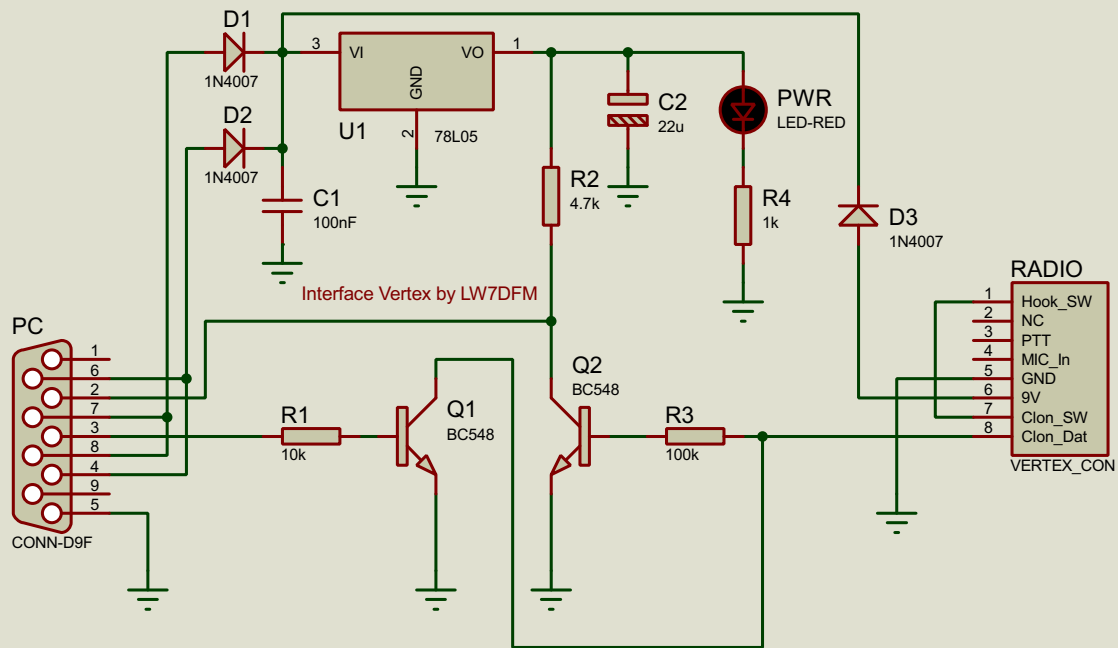 D1
1N4007
D2
1N4007
3
VI
VO
1
GND
2
U1
78L05
C1
100nF
C2
22u
PWR
LED-RED
R2
4.7k
R4
1k
D3
1N4007
Interface Vertex by LW7DFM
PC
1
6
2
7
3
8
4
9
5
CONN-D9F
R1
10k
Q1
BC548
Q2
BC548
R3
100k
RADIO
1 Hook_SW
2 NC
3 PTT
4 MIC_In
5 GND
6 9V
7 Clon_SW
8 Clon_Dat
VERTEX_CON